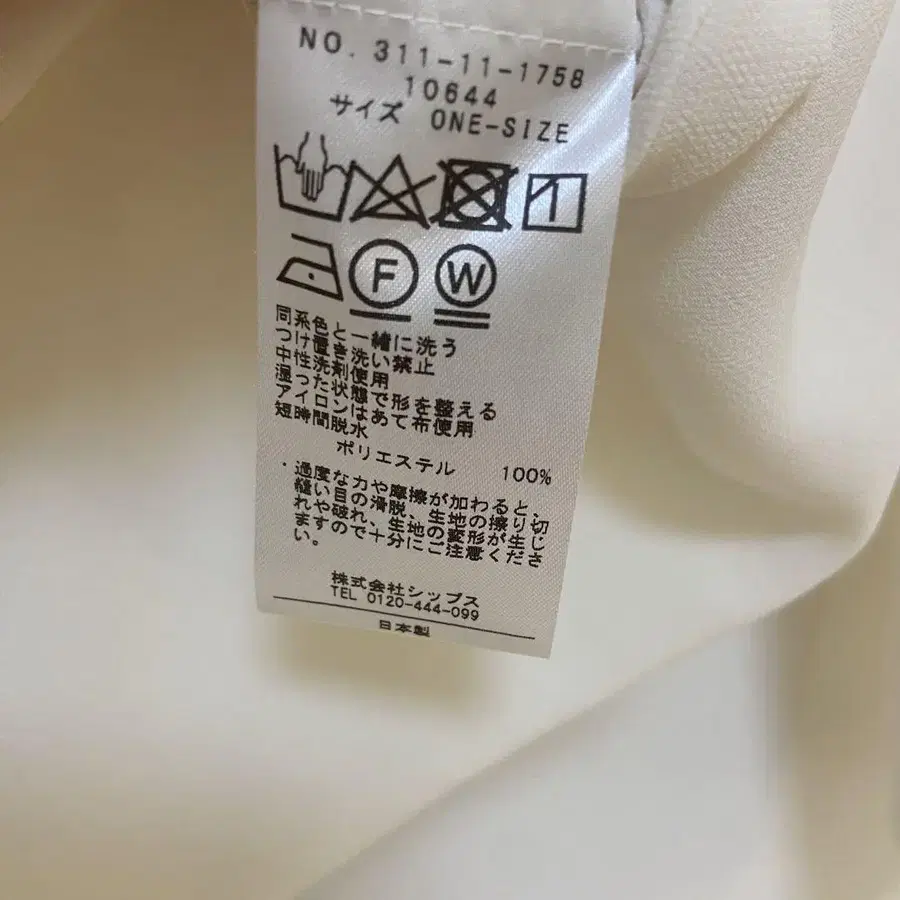 NO. 311-11-1758
10644
サイズ ONE-SIZE
F W
同系色と一緒に洗う
つけ置き洗い禁止
中性洗剤使用
湿った状態で形を整える
アイロンはあて布使用
短時間脱水
ポリエステル 100%
・過度な力や摩擦が加わると、
縫い目の滑脱、生地の擦り切
れや破れ、生地の変形が生じ
ますので十分にご注意くださ
い。
株式会社シップス
TEL 0120-444-099
日本製